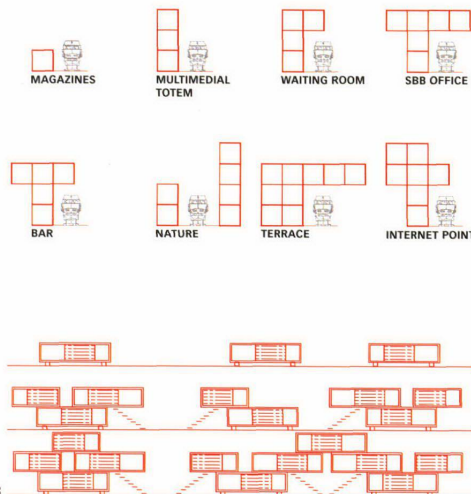 MAGAZINES
MULTIMEDIAL
TOTEM
WAITING ROOM
SBB OFFICE
BAR
NATURE
TERRACE
INTERNET POINT